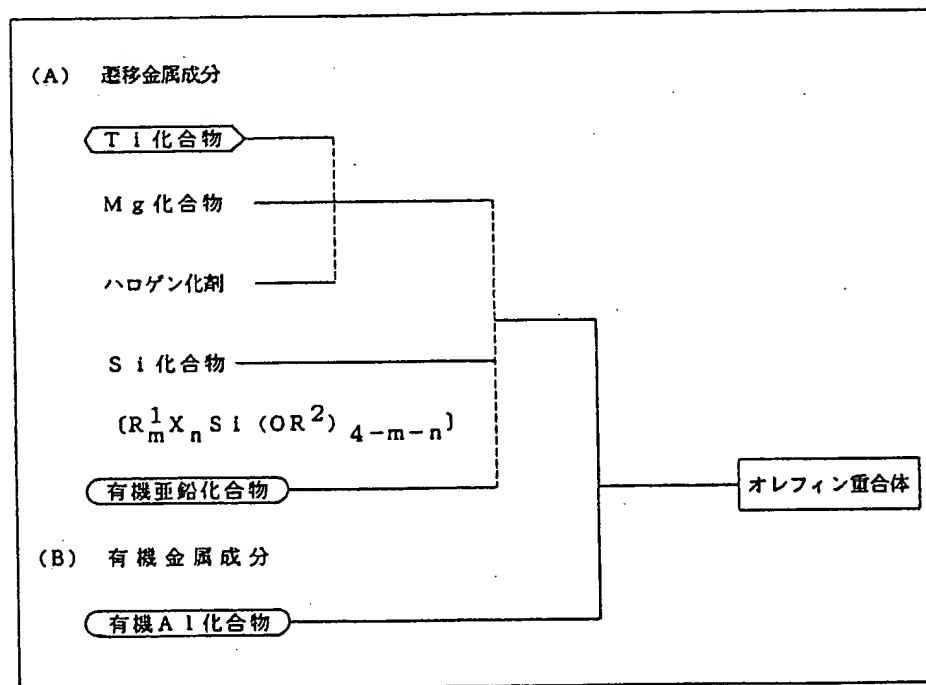 (A) 遷移金属成分
Ti化合物
Mg化合物
ハロゲン化剤
Si化合物
〔R¹ₘXₙSi(OR²)₄₋ₘ₋ₙ〕
有機亜鉛化合物
オレフィン重合体
(B) 有機金属成分
有機Al化合物